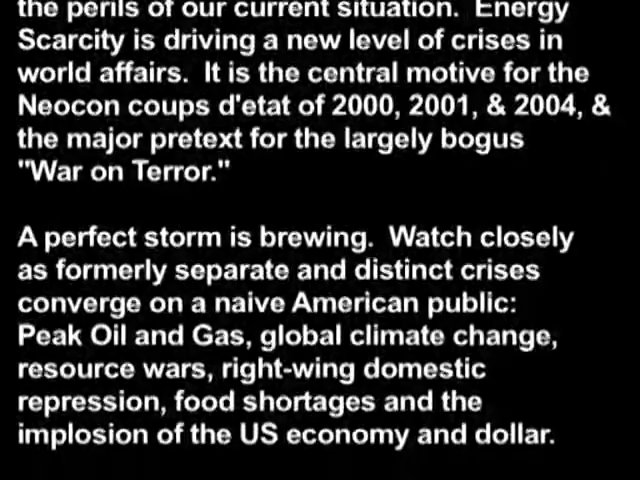 the perils of our current situation.  Energy
Scarcity is driving a new level of crises in
world affairs.  It is the central motive for the
Neocon coups d'etat of 2000, 2001, & 2004, &
the major pretext for the largely bogus
"War on Terror."
A perfect storm is brewing.  Watch closely
as formerly separate and distinct crises
converge on a naive American public:
Peak Oil and Gas, global climate change,
resource wars, right-wing domestic
repression, food shortages and the
implosion of the US economy and dollar.